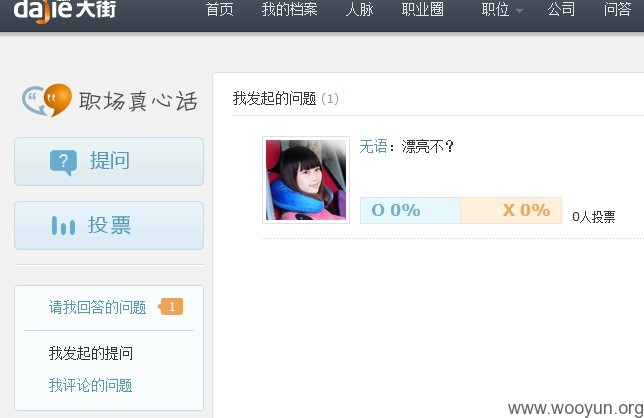 dajie大街 首页 我的档案 人脉 职业圈 职位 公司 问答
职场真心话
我发起的问题 (1)
提问
无语：漂亮不？
O 0% X 0% 0人投票
投票
请我回答的问题 1
我发起的提问
我评论的问题
www.wooyun.org